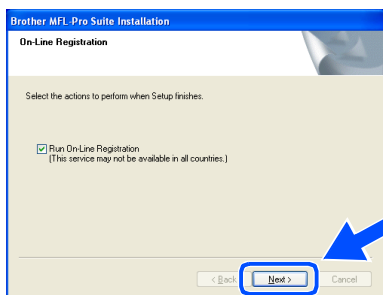 Brother MFL-Pro Suite Installation
On-Line Registration
Select the actions to perform when Setup finishes.
Run On-Line Registration
(This service may not be available in all countries.)
< Back Next > Cancel